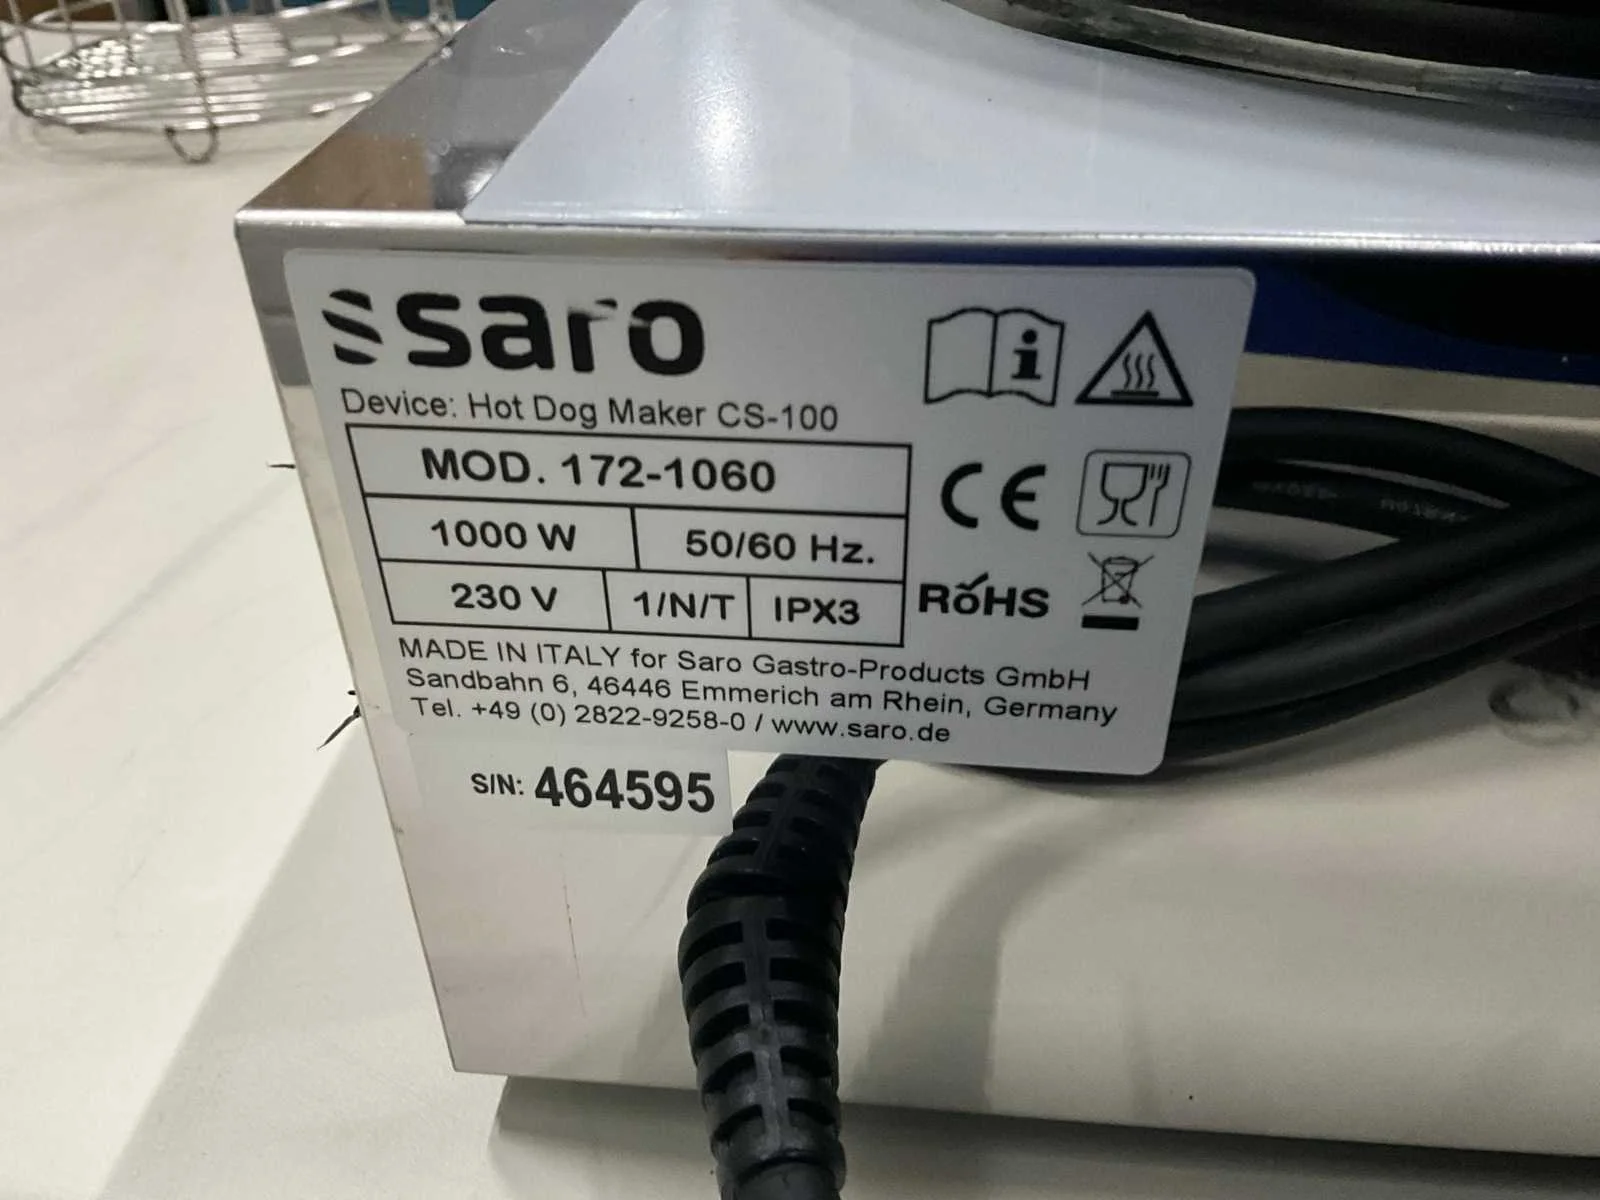 saro
Device: Hot Dog Maker CS-100
MOD. 172-1060
1000 W 50/60 Hz.
230 V 1/N/T IPX3
CE
RoHS
MADE IN ITALY for Saro Gastro-Products GmbH
Sandbahn 6, 46446 Emmerich am Rhein, Germany
Tel. +49 (0) 2822-9258-0 / www.saro.de
S/N: 464595